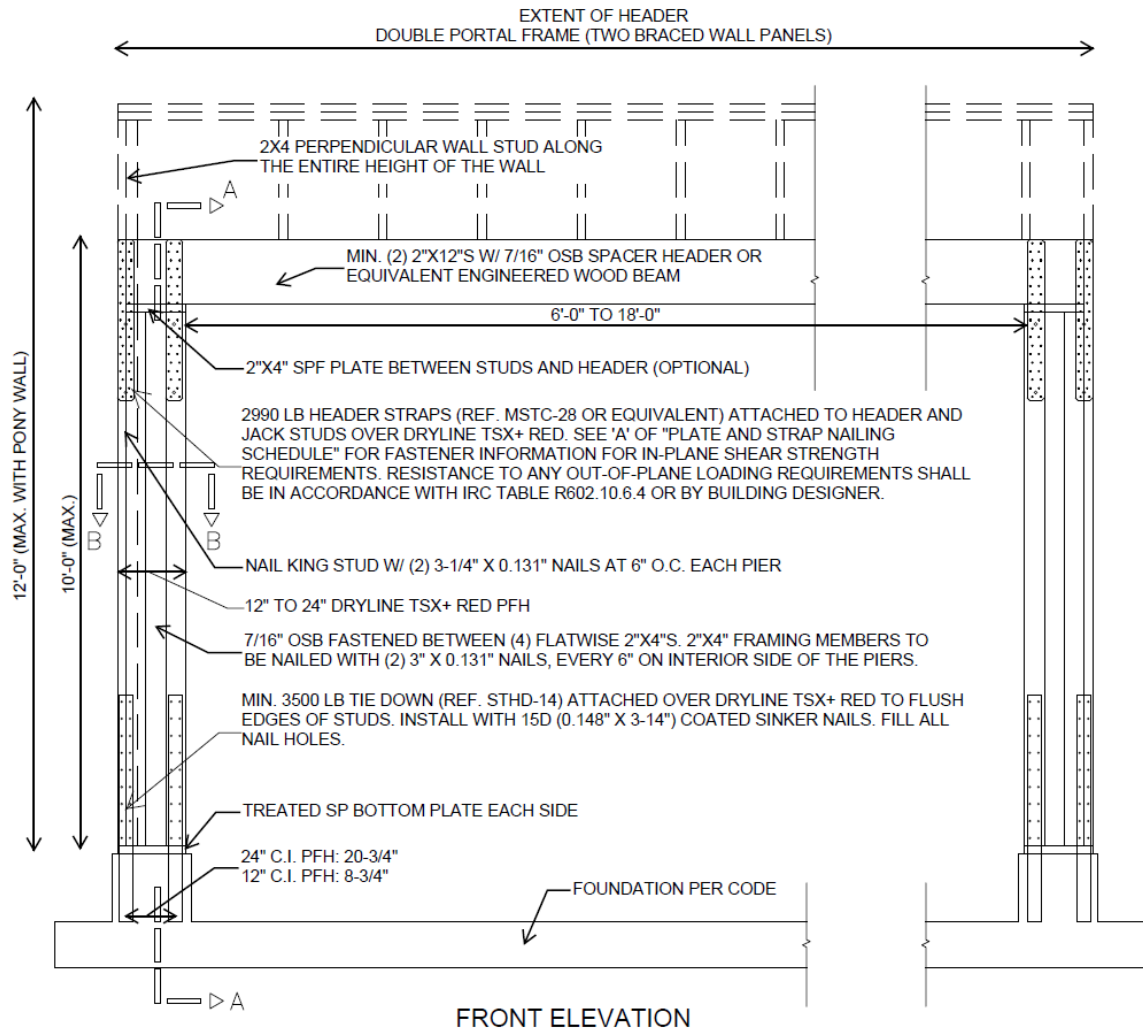 EXTENT OF HEADER
DOUBLE PORTAL FRAME (TWO BRACED WALL PANELS)
2X4 PERPENDICULAR WALL STUD ALONG
THE ENTIRE HEIGHT OF THE WALL
A
MIN. (2) 2"X12"S W/ 7/16" OSB SPACER HEADER OR
EQUIVALENT ENGINEERED WOOD BEAM
6'-0" TO 18'-0"
2"X4" SPF PLATE BETWEEN STUDS AND HEADER (OPTIONAL)
2990 LB HEADER STRAPS (REF. MSTC-28 OR EQUIVALENT) ATTACHED TO HEADER AND
JACK STUDS OVER DRYLINE TSX+ RED. SEE 'A' OF "PLATE AND STRAP NAILING
SCHEDULE" FOR FASTENER INFORMATION FOR IN-PLANE SHEAR STRENGTH
REQUIREMENTS. RESISTANCE TO ANY OUT-OF-PLANE LOADING REQUIREMENTS SHALL
BE IN ACCORDANCE WITH IRC TABLE R602.10.6.4 OR BY BUILDING DESIGNER.
12'-0" (MAX. WITH PONY WALL)
10'-0" (MAX.)
B
B
NAIL KING STUD W/ (2) 3-1/4" X 0.131" NAILS AT 6" O.C. EACH PIER
12" TO 24" DRYLINE TSX+ RED PFH
7/16" OSB FASTENED BETWEEN (4) FLATWISE 2"X4"S. 2"X4" FRAMING MEMBERS TO
BE NAILED WITH (2) 3" X 0.131" NAILS, EVERY 6" ON INTERIOR SIDE OF THE PIERS.
MIN. 3500 LB TIE DOWN (REF. STHD-14) ATTACHED OVER DRYLINE TSX+ RED TO FLUSH
EDGES OF STUDS. INSTALL WITH 15D (0.148" X 3-14") COATED SINKER NAILS. FILL ALL
NAIL HOLES.
TREATED SP BOTTOM PLATE EACH SIDE
24" C.I. PFH: 20-3/4"
12" C.I. PFH: 8-3/4"
FOUNDATION PER CODE
A
FRONT ELEVATION